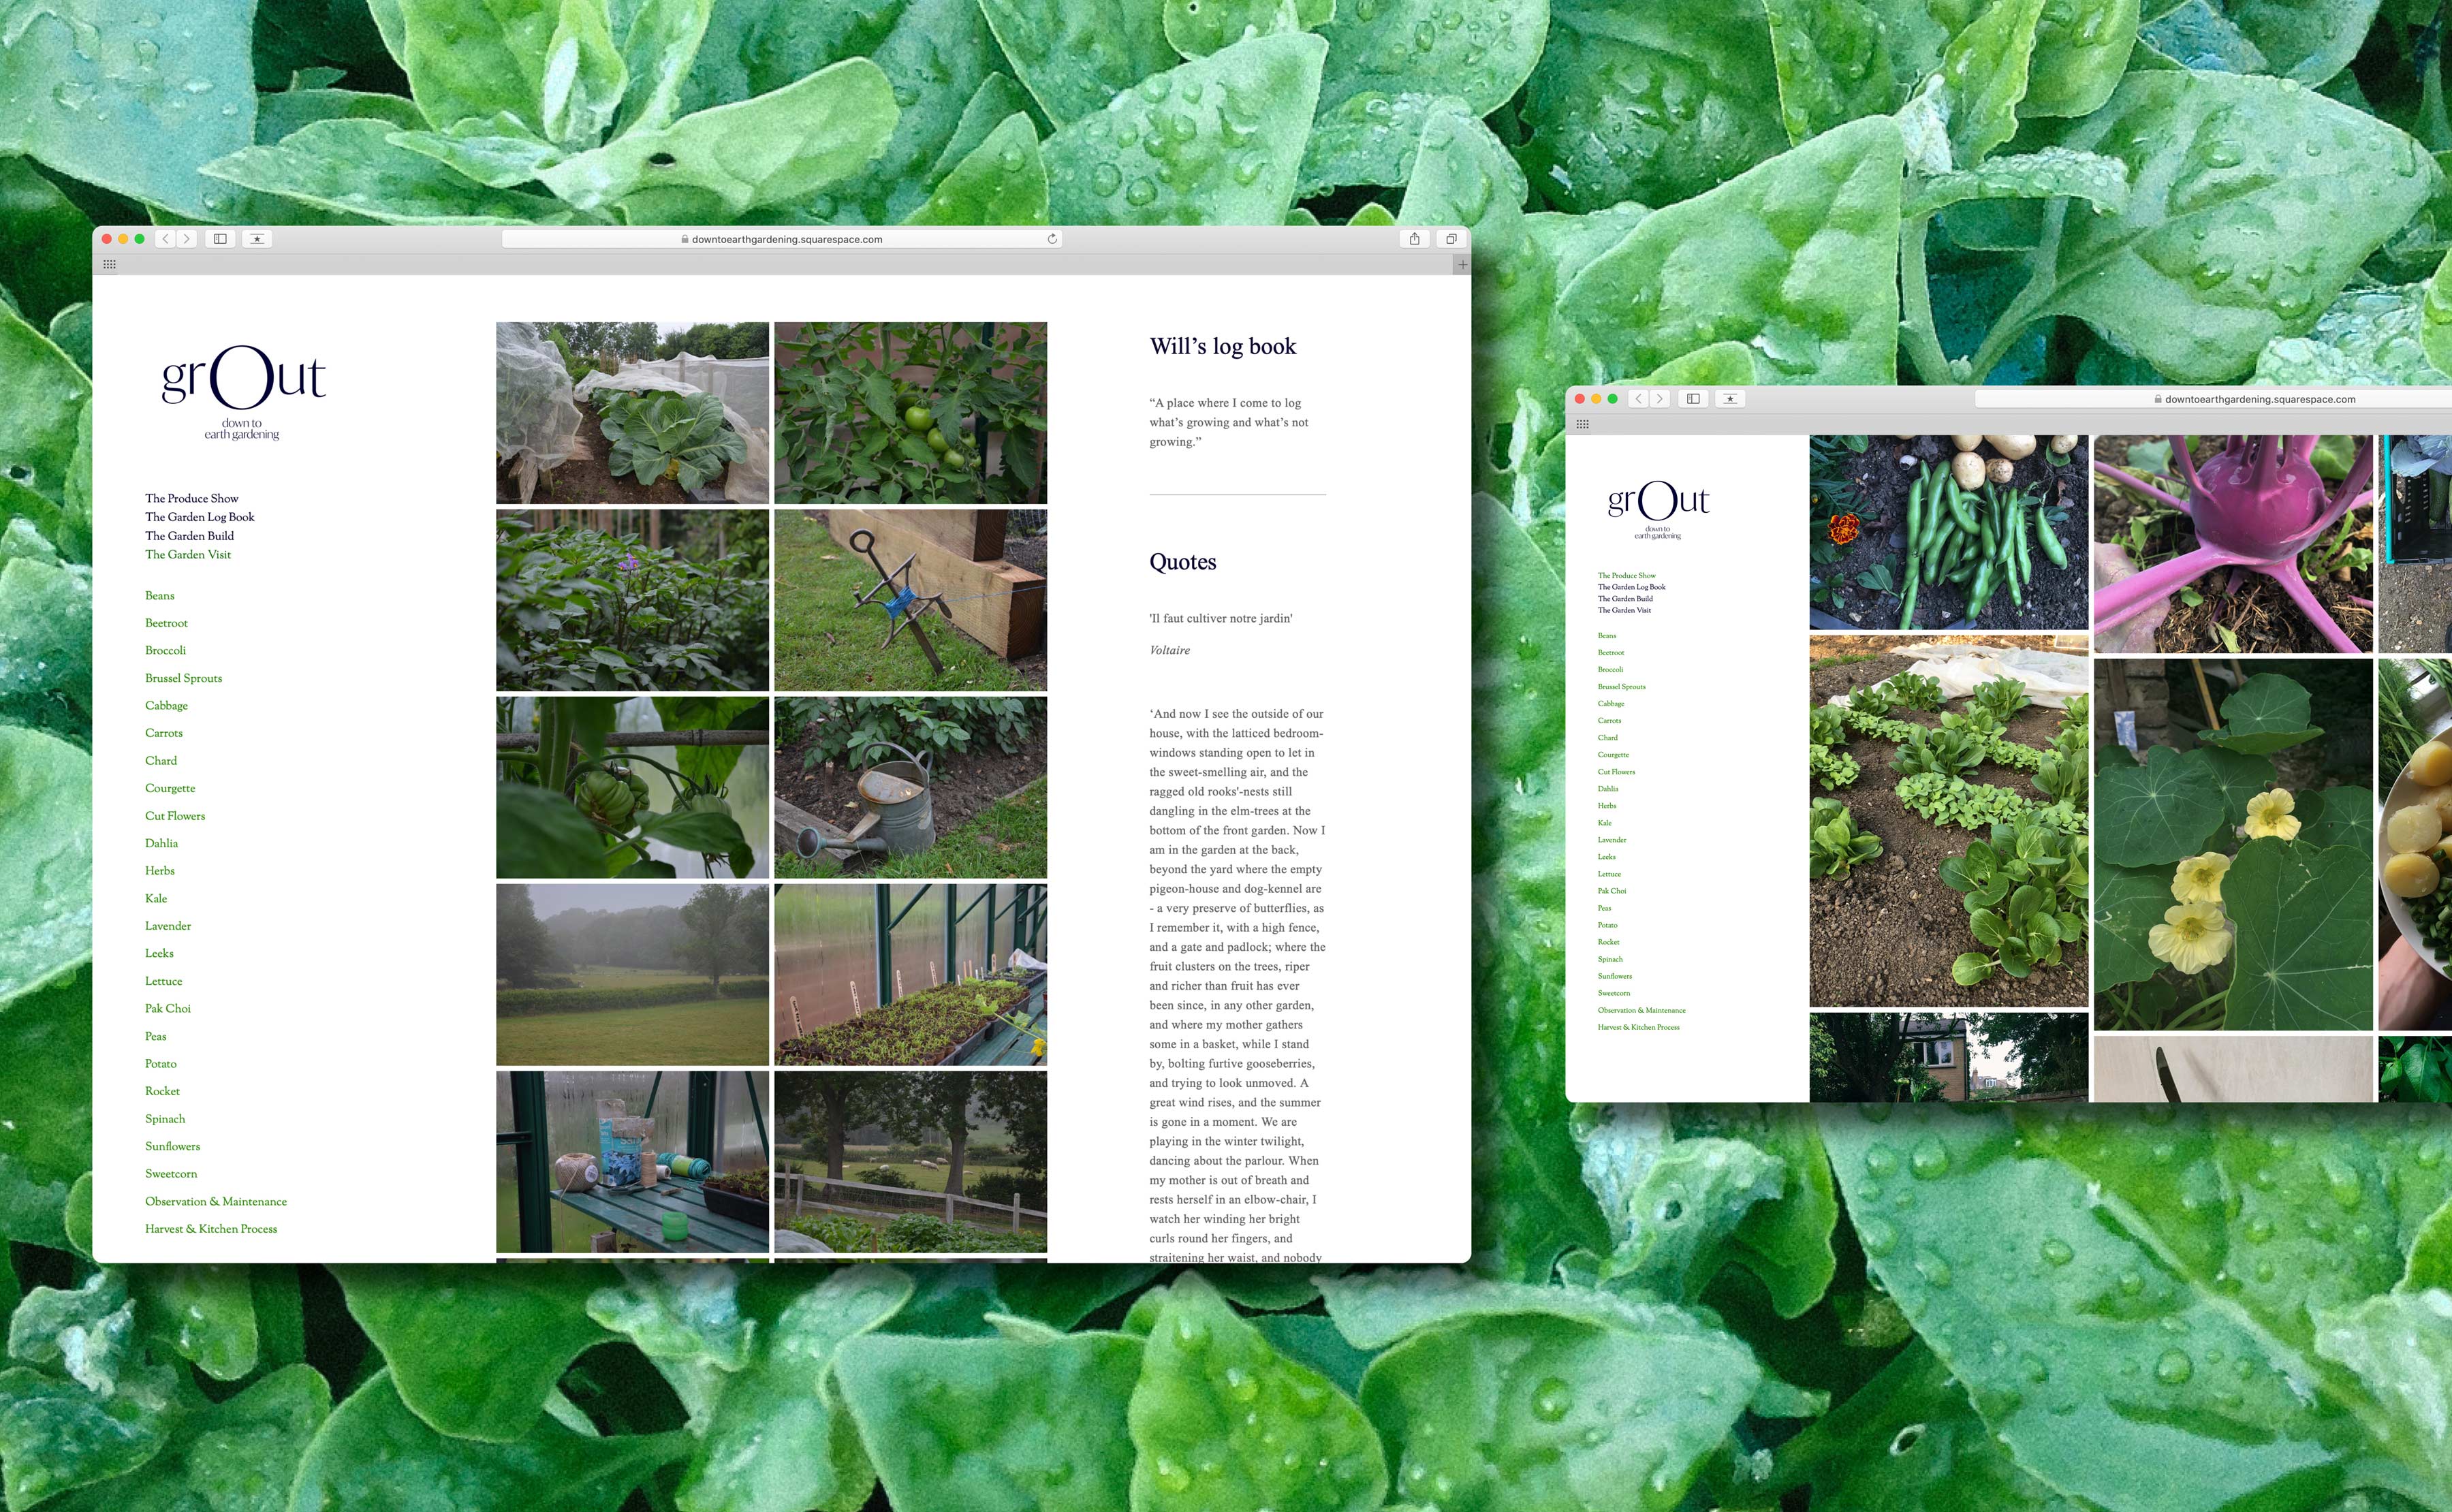 downtoearthgardening.squarespace.com
grOut
down to
earth gardening
The Produce Show
The Garden Log Book
The Garden Build
The Garden Visit
Beans
Beetroot
Broccoli
Brussel Sprouts
Cabbage
Carrots
Chard
Courgette
Cut Flowers
Dahlia
Herbs
Kale
Lavender
Leeks
Lettuce
Pak Choi
Peas
Potato
Rocket
Spinach
Sunflowers
Sweetcorn
Observation & Maintenance
Harvest & Kitchen Process
Will’s log book
“A place where I come to log
what’s growing and what’s not
growing.”
Quotes
'Il faut cultiver notre jardin'
Voltaire
‘And now I see the outside of our
house, with the latticed bedroom-
windows standing open to let in
the sweet-smelling air, and the
ragged old rooks'-nests still
dangling in the elm-trees at the
bottom of the front garden. Now I
am in the garden at the back,
beyond the yard where the empty
pigeon-house and dog-kennel are
- a very preserve of butterflies, as
I remember it, with a high fence,
and a gate and padlock; where the
fruit clusters on the trees, riper
and richer than fruit has ever
been since, in any other garden,
and where my mother gathers
some in a basket, while I stand
by, bolting furtive gooseberries,
and trying to look unmoved. A
great wind rises, and the summer
is gone in a moment. We are
playing in the winter twilight,
dancing about the parlour. When
my mother is out of breath and
rests herself in an elbow-chair, I
watch her winding her bright
curls round her fingers, and
straitening her waist, and nobody
downtoearthgardening.squarespace.com
grOut
down to
earth gardening
The Produce Show
The Garden Log Book
The Garden Build
The Garden Visit
Beans
Beetroot
Broccoli
Brussel Sprouts
Cabbage
Carrots
Chard
Courgette
Cut Flowers
Dahlia
Herbs
Kale
Lavender
Leeks
Lettuce
Pak Choi
Peas
Potato
Rocket
Spinach
Sunflowers
Sweetcorn
Observation & Maintenance
Harvest & Kitchen Process